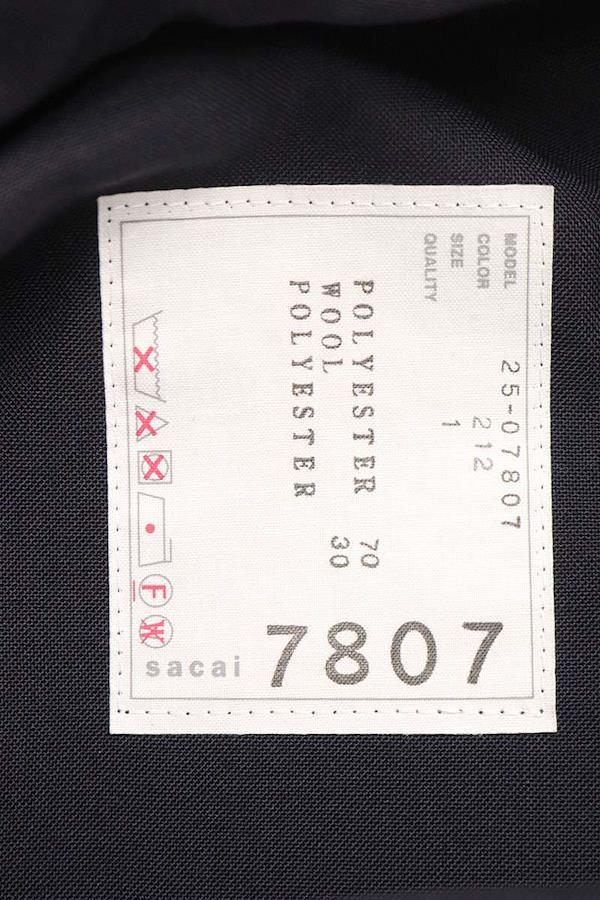 MODEL 25-07807
COLOR 212
SIZE 1
QUALITY
POLYESTER 70
WOOL 30
POLYESTER
F
W
sacai
7807